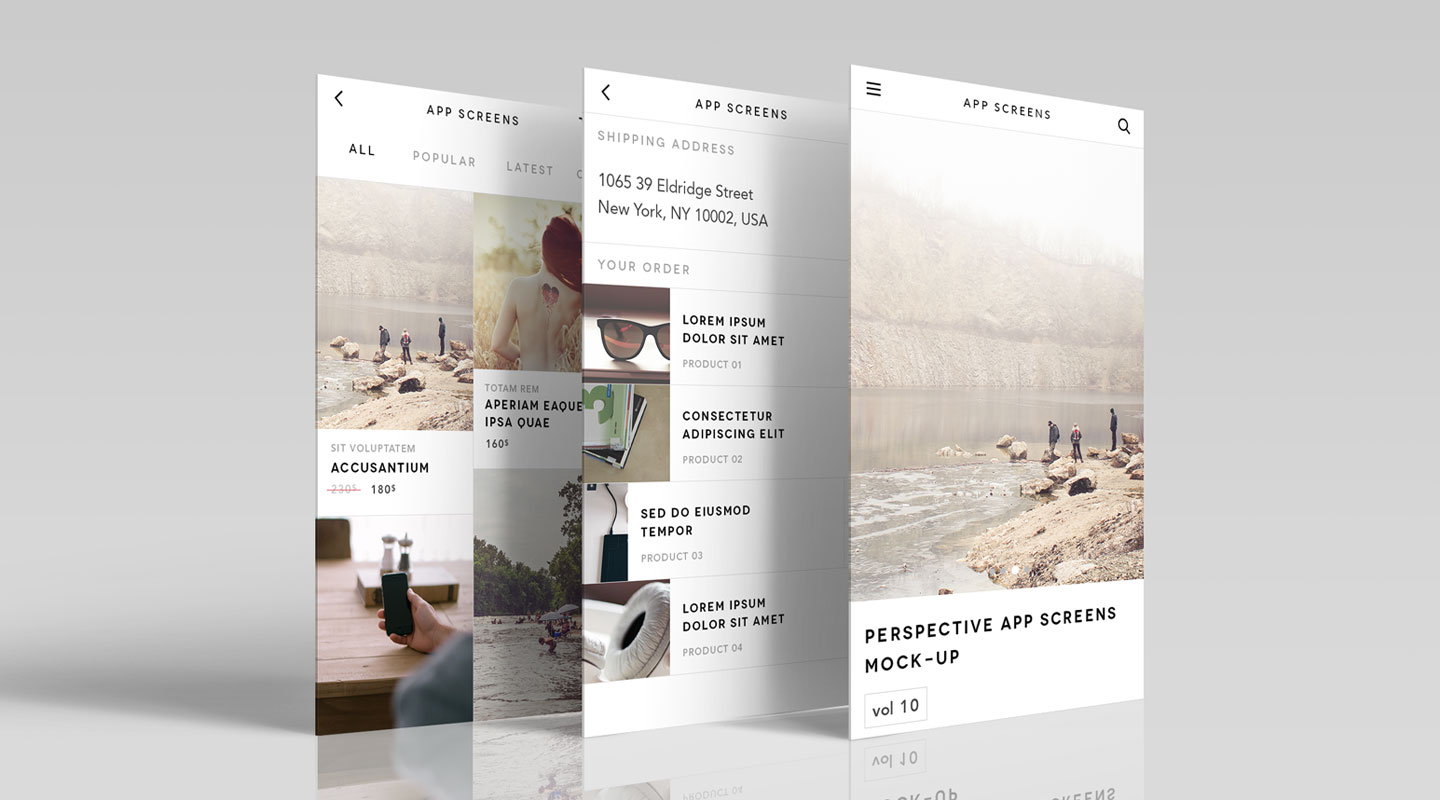 APP SCREENS
ALL POPULAR LATEST
SIT VOLUPTATEM
ACCUSANTIUM
230$ 180$
TOTAM REM
APERIAM EAQUE
IPSA QUAE
160$
APP SCREENS
SHIPPING ADDRESS
1065 39 Eldridge Street
New York, NY 10002, USA
YOUR ORDER
LOREM IPSUM
DOLOR SIT AMET
PRODUCT 01
CONSECTETUR
ADIPISCING ELIT
PRODUCT 02
SED DO EIUSMOD
TEMPOR
PRODUCT 03
LOREM IPSUM
DOLOR SIT AMET
PRODUCT 04
APP SCREENS
PERSPECTIVE APP SCREENS
MOCK-UP
vol 10